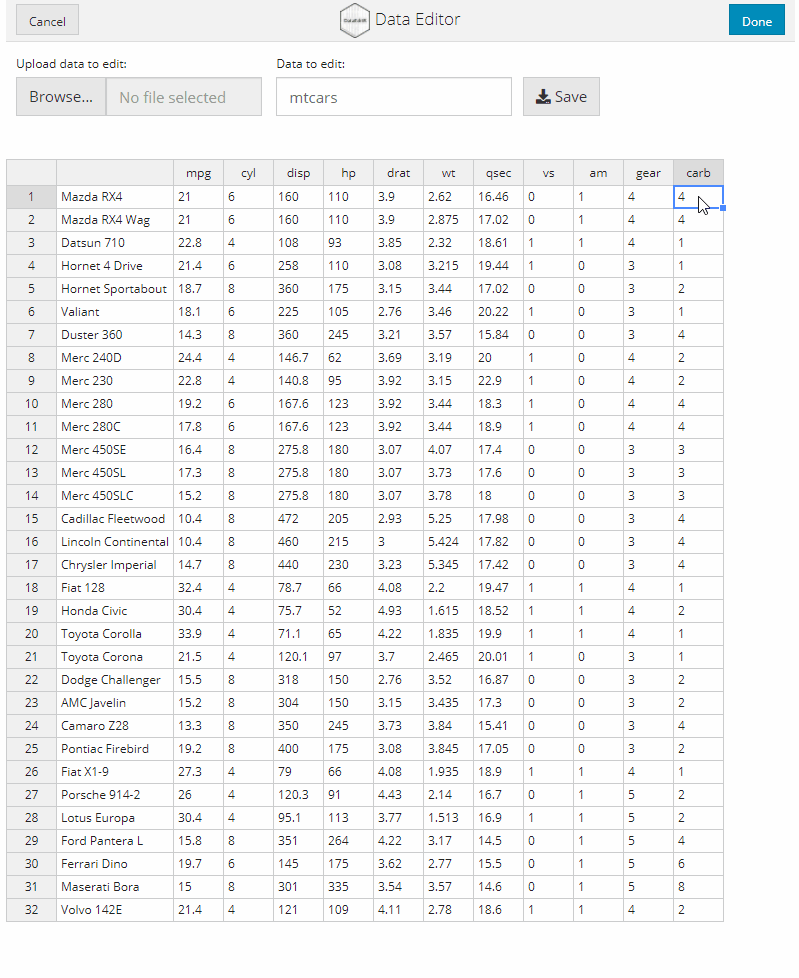 Cancel Data Editor Done
Upload data to edit: Data to edit:
Browse... No file selected mtcars Save
mpg cyl disp hp drat wt qsec vs am gear carb
1 Mazda RX4 21 6 160 110 3.9 2.62 16.46 0 1 4 4
2 Mazda RX4 Wag 21 6 160 110 3.9 2.875 17.02 0 1 4 4
3 Datsun 710 22.8 4 108 93 3.85 2.32 18.61 1 1 4 1
4 Hornet 4 Drive 21.4 6 258 110 3.08 3.215 19.44 1 0 3 1
5 Hornet Sportabout 18.7 8 360 175 3.15 3.44 17.02 0 0 3 2
6 Valiant 18.1 6 225 105 2.76 3.46 20.22 1 0 3 1
7 Duster 360 14.3 8 360 245 3.21 3.57 15.84 0 0 3 4
8 Merc 240D 24.4 4 146.7 62 3.69 3.19 20 1 0 4 2
9 Merc 230 22.8 4 140.8 95 3.92 3.15 22.9 1 0 4 2
10 Merc 280 19.2 6 167.6 123 3.92 3.44 18.3 1 0 4 4
11 Merc 280C 17.8 6 167.6 123 3.92 3.44 18.9 1 0 4 4
12 Merc 450SE 16.4 8 275.8 180 3.07 4.07 17.4 0 0 3 3
13 Merc 450SL 17.3 8 275.8 180 3.07 3.73 17.6 0 0 3 3
14 Merc 450SLC 15.2 8 275.8 180 3.07 3.78 18 0 0 3 3
15 Cadillac Fleetwood 10.4 8 472 205 2.93 5.25 17.98 0 0 3 4
16 Lincoln Continental 10.4 8 460 215 3 5.424 17.82 0 0 3 4
17 Chrysler Imperial 14.7 8 440 230 3.23 5.345 17.42 0 0 3 4
18 Fiat 128 32.4 4 78.7 66 4.08 2.2 19.47 1 1 4 1
19 Honda Civic 30.4 4 75.7 52 4.93 1.615 18.52 1 1 4 2
20 Toyota Corolla 33.9 4 71.1 65 4.22 1.835 19.9 1 1 4 1
21 Toyota Corona 21.5 4 120.1 97 3.7 2.465 20.01 1 0 3 1
22 Dodge Challenger 15.5 8 318 150 2.76 3.52 16.87 0 0 3 2
23 AMC Javelin 15.2 8 304 150 3.15 3.435 17.3 0 0 3 2
24 Camaro Z28 13.3 8 350 245 3.73 3.84 15.41 0 0 3 4
25 Pontiac Firebird 19.2 8 400 175 3.08 3.845 17.05 0 0 3 2
26 Fiat X1-9 27.3 4 79 66 4.08 1.935 18.9 1 1 4 1
27 Porsche 914-2 26 4 120.3 91 4.43 2.14 16.7 0 1 5 2
28 Lotus Europa 30.4 4 95.1 113 3.77 1.513 16.9 1 1 5 2
29 Ford Pantera L 15.8 8 351 264 4.22 3.17 14.5 0 1 5 4
30 Ferrari Dino 19.7 6 145 175 3.62 2.77 15.5 0 1 5 6
31 Maserati Bora 15 8 301 335 3.54 3.57 14.6 0 1 5 8
32 Volvo 142E 21.4 4 121 109 4.11 2.78 18.6 1 1 4 2